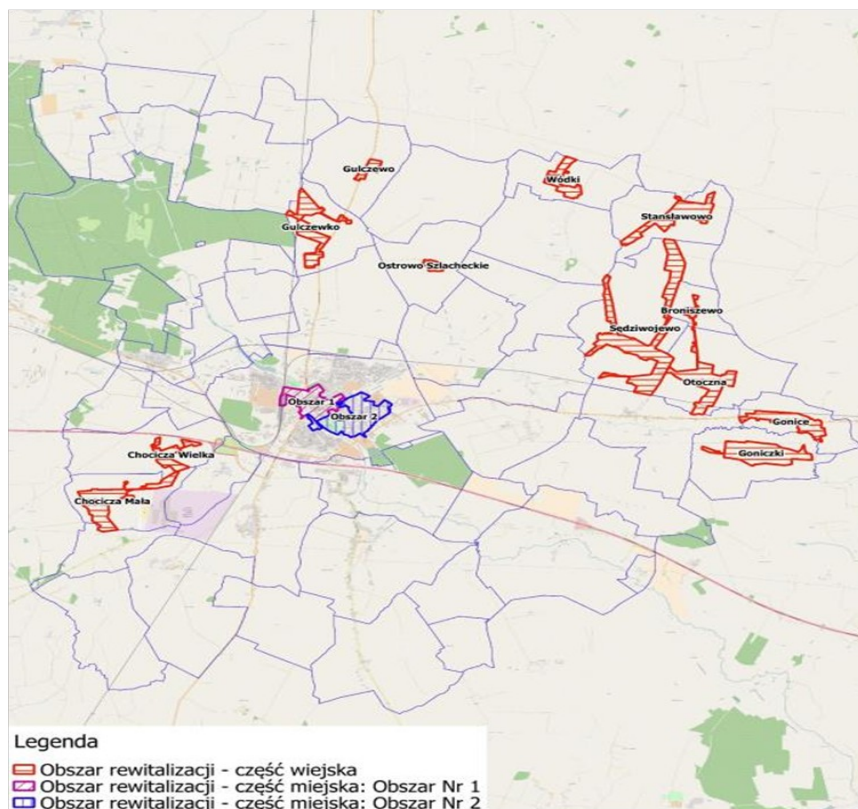 Gulczewo
Wódki
Stanisławowo
Gulczewko
Ostrowo Szlacheckie
Broniszewo
Sędziwojewo
Otoczna
Obszar 1
Obszar 2
Gonice
Goniczki
Chocicza Wielka
Chocicza Mała
Legenda
Obszar rewitalizacji - część wiejska
Obszar rewitalizacji - część miejska: Obszar Nr 1
Obszar rewitalizacji - część miejska: Obszar Nr 2